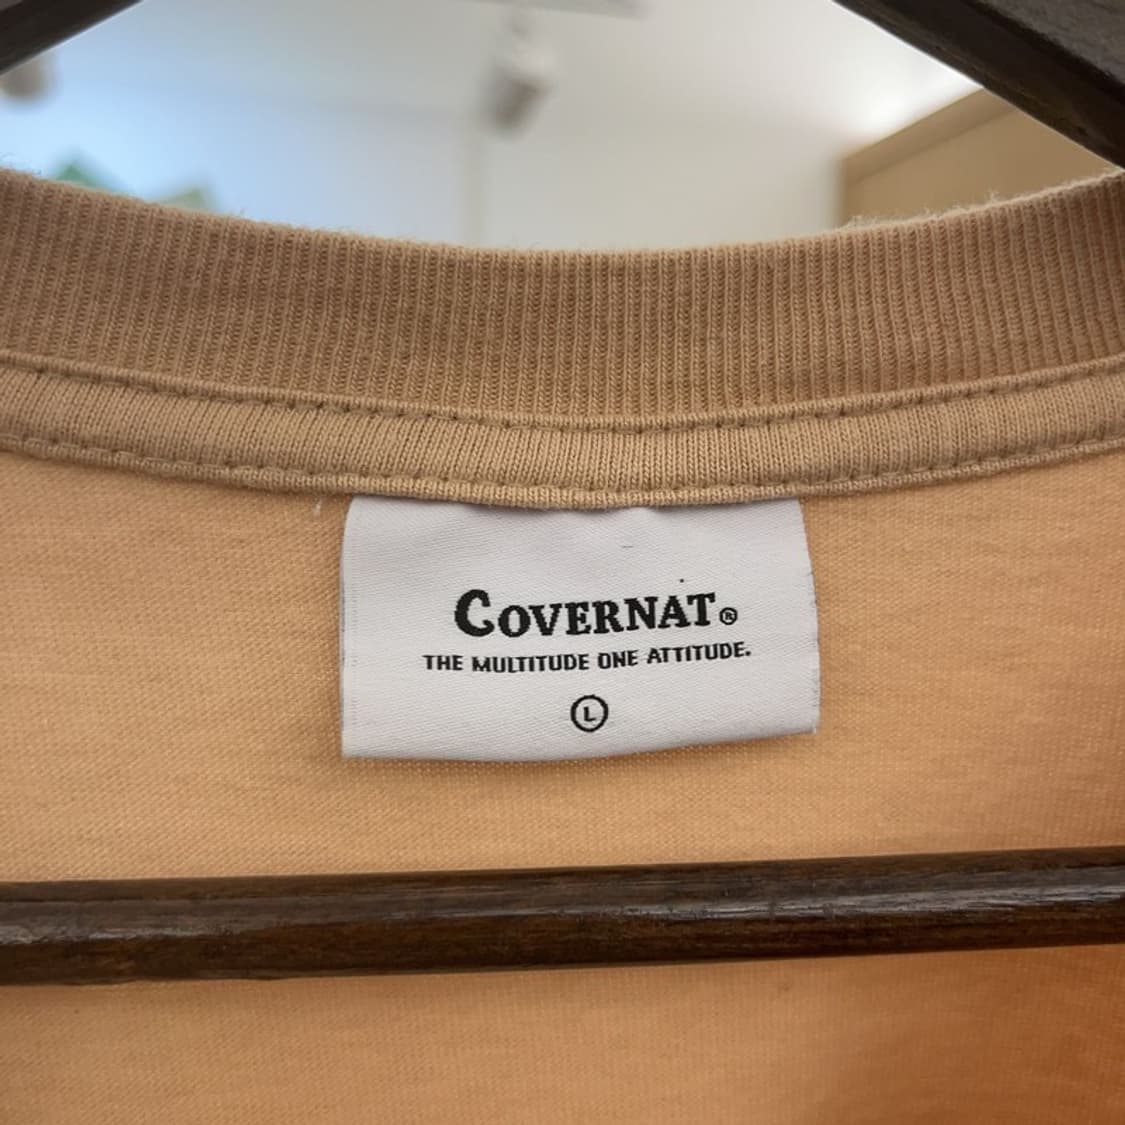 COVERNAT®
THE MULTITUDE ONE ATTITUDE.
L